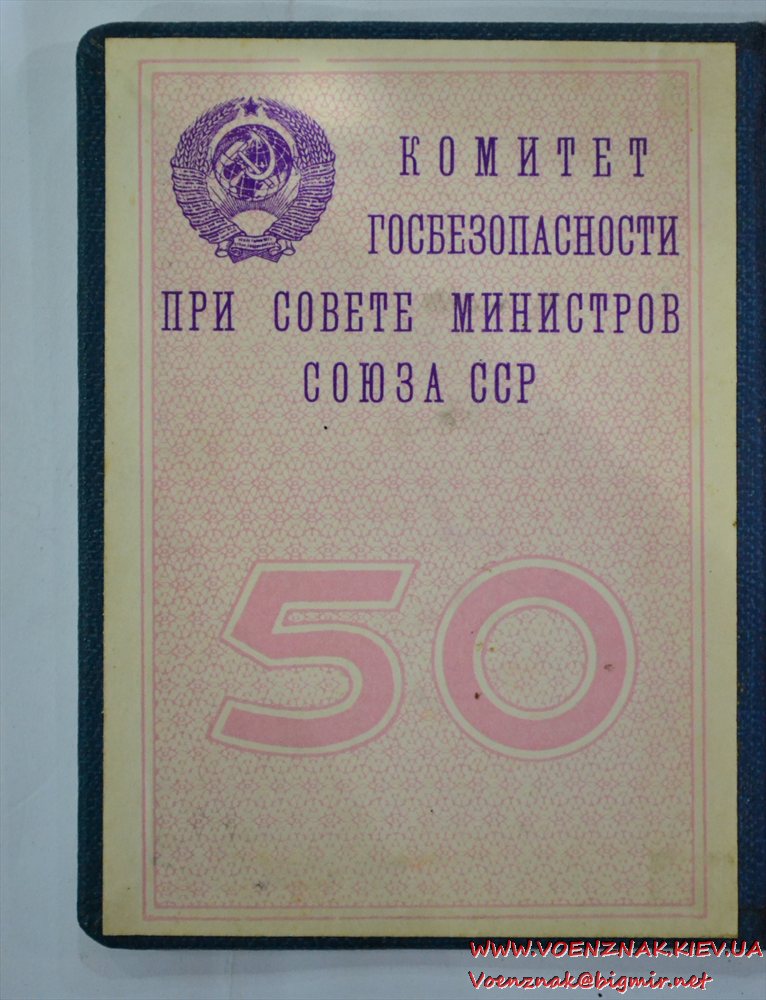 КОМИТЕТ
ГОСБЕЗОПАСНОСТИ
ПРИ СОВЕТЕ МИНИСТРОВ
СОЮЗА ССР
50
WWW.VOENZNAK.KIEV.UA
Voenznak@bigmir.net